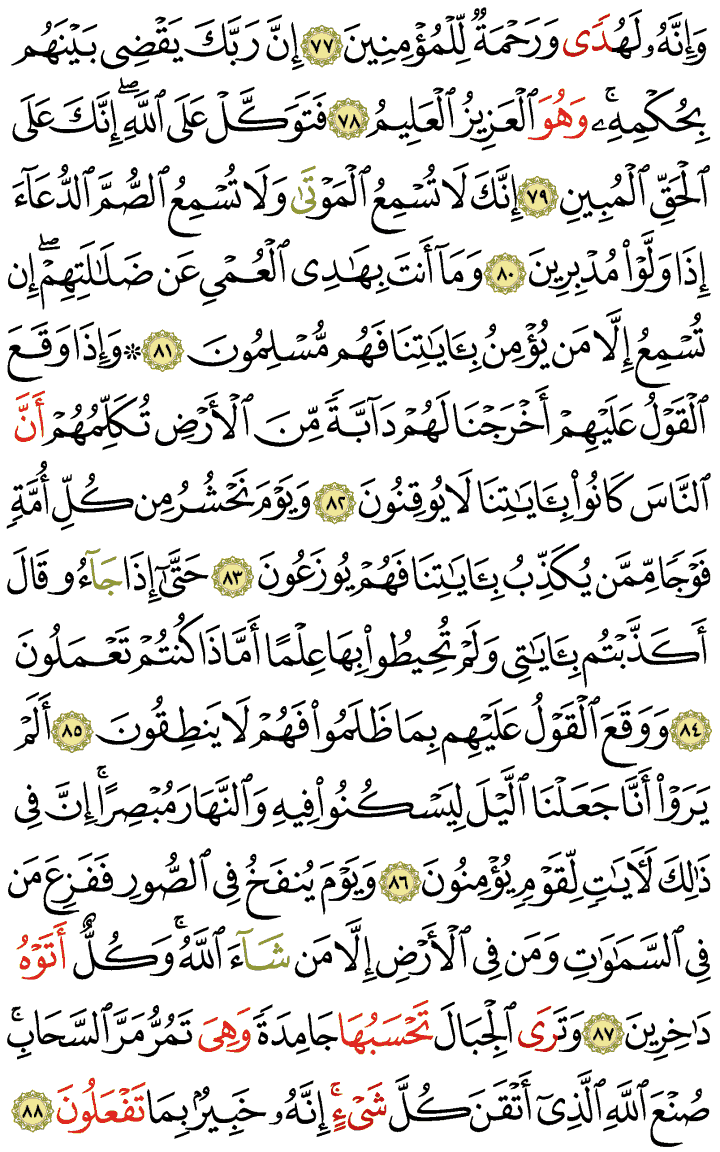 وَإِنَّهُۥ لَهُدٗى وَرَحۡمَةٞ لِّلۡمُؤۡمِنِينَ ٧٧ إِنَّ رَبَّكَ يَقۡضِي بَيۡنَهُم
بِحُكۡمِهِۦۚ وَهُوَ ٱلۡعَزِيزُ ٱلۡعَلِيمُ ٧٨ فَتَوَكَّلۡ عَلَى ٱللَّهِۖ إِنَّكَ عَلَى
ٱلۡحَقِّ ٱلۡمُبِينِ ٧٩ إِنَّكَ لَا تُسۡمِعُ ٱلۡمَوۡتَىٰ وَلَا تُسۡمِعُ ٱلصُّمَّ ٱلدُّعَآءَ
إِذَا وَلَّوۡاْ مُدۡبِرِينَ ٨٠ وَمَآ أَنتَ بِهَٰدِي ٱلۡعُمۡيِ عَن ضَلَٰلَتِهِمۡۖ إِن
تُسۡمِعُ إِلَّا مَن يُؤۡمِنُ بِـَٔايَٰتِنَا فَهُم مُّسۡلِمُونَ ٨١ ۞ وَإِذَا وَقَعَ
ٱلۡقَوۡلُ عَلَيۡهِمۡ أَخۡرَجۡنَا لَهُمۡ دَآبَّةٗ مِّنَ ٱلۡأَرۡضِ تُكَلِّمُهُمۡ أَنَّ
ٱلنَّاسَ كَانُواْ بِـَٔايَٰتِنَا لَا يُوقِنُونَ ٨٢ وَيَوۡمَ نَحۡشُرُ مِن كُلِّ أُمَّةٖ
فَوۡجٗا مِّمَّن يُكَذِّبُ بِـَٔايَٰتِنَا فَهُمۡ يُوزَعُونَ ٨٣ حَتَّىٰٓ إِذَا جَآءُو قَالَ
أَكَذَّبۡتُم بِـَٔايَٰتِي وَلَمۡ تُحِيطُواْ بِهَا عِلۡمًا أَمَّاذَا كُنتُمۡ تَعۡمَلُونَ
٨٤ وَوَقَعَ ٱلۡقَوۡلُ عَلَيۡهِم بِمَا ظَلَمُواْ فَهُمۡ لَا يَنطِقُونَ ٨٥ أَلَمۡ
يَرَوۡاْ أَنَّا جَعَلۡنَا ٱلَّيۡلَ لِيَسۡكُنُواْ فِيهِ وَٱلنَّهَارَ مُبۡصِرًاۚ إِنَّ فِي
ذَٰلِكَ لَأٓيَٰتٖ لِّقَوۡمٖ يُؤۡمِنُونَ ٨٦ وَيَوۡمَ يُنفَخُ فِي ٱلصُّورِ فَفَزِعَ مَن
فِي ٱلسَّمَٰوَٰتِ وَمَن فِي ٱلۡأَرۡضِ إِلَّا مَن شَآءَ ٱللَّهُۚ وَكُلٌّ أَتَوۡهُ
دَٰخِرِينَ ٨٧ وَتَرَى ٱلۡجِبَالَ تَحۡسَبُهَا جَامِدَةٗ وَهِيَ تَمُرُّ مَرَّ ٱلسَّحَابِۚ
صُنۡعَ ٱللَّهِ ٱلَّذِيٓ أَتۡقَنَ كُلَّ شَيۡءٍۚ إِنَّهُۥ خَبِيرُۢ بِمَا تَفۡعَلُونَ ٨٨